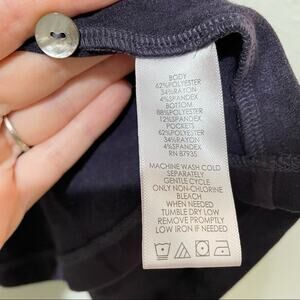 BODY
62%POLYESTER
34%RAYON
4%SPANDEX
BOTTOM
88%POLYESTER
12%SPANDEX
POCKETS
62%POLYESTER
34%RAYON
4%SPANDEX
RN 87935
MACHINE WASH COLD
SEPARATELY
GENTLE CYCLE
ONLY NON-CHLORINE
BLEACH
WHEN NEEDED
TUMBLE DRY LOW
REMOVE PROMPTLY
LOW IRON IF NEEDED